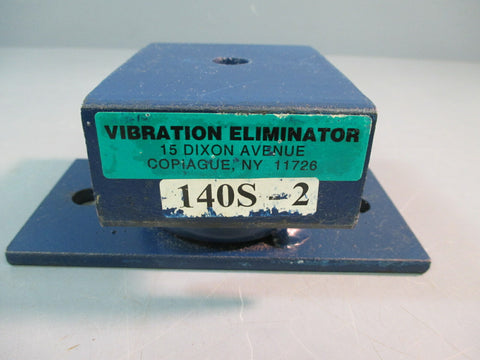 VIBRATION ELIMINATOR
15 DIXON AVENUE
COPIAGUE, NY 11726
140S - 2